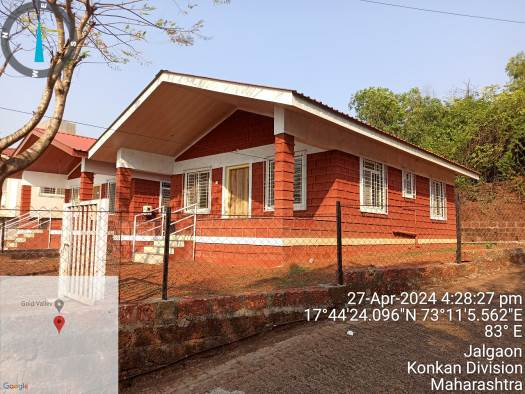 27-Apr-2024 4:28:27 pm
17°44'24.096"N 73°11'5.562"E
83° E
Jalgaon
Konkan Division
Maharashtra
Gold Valley
Google